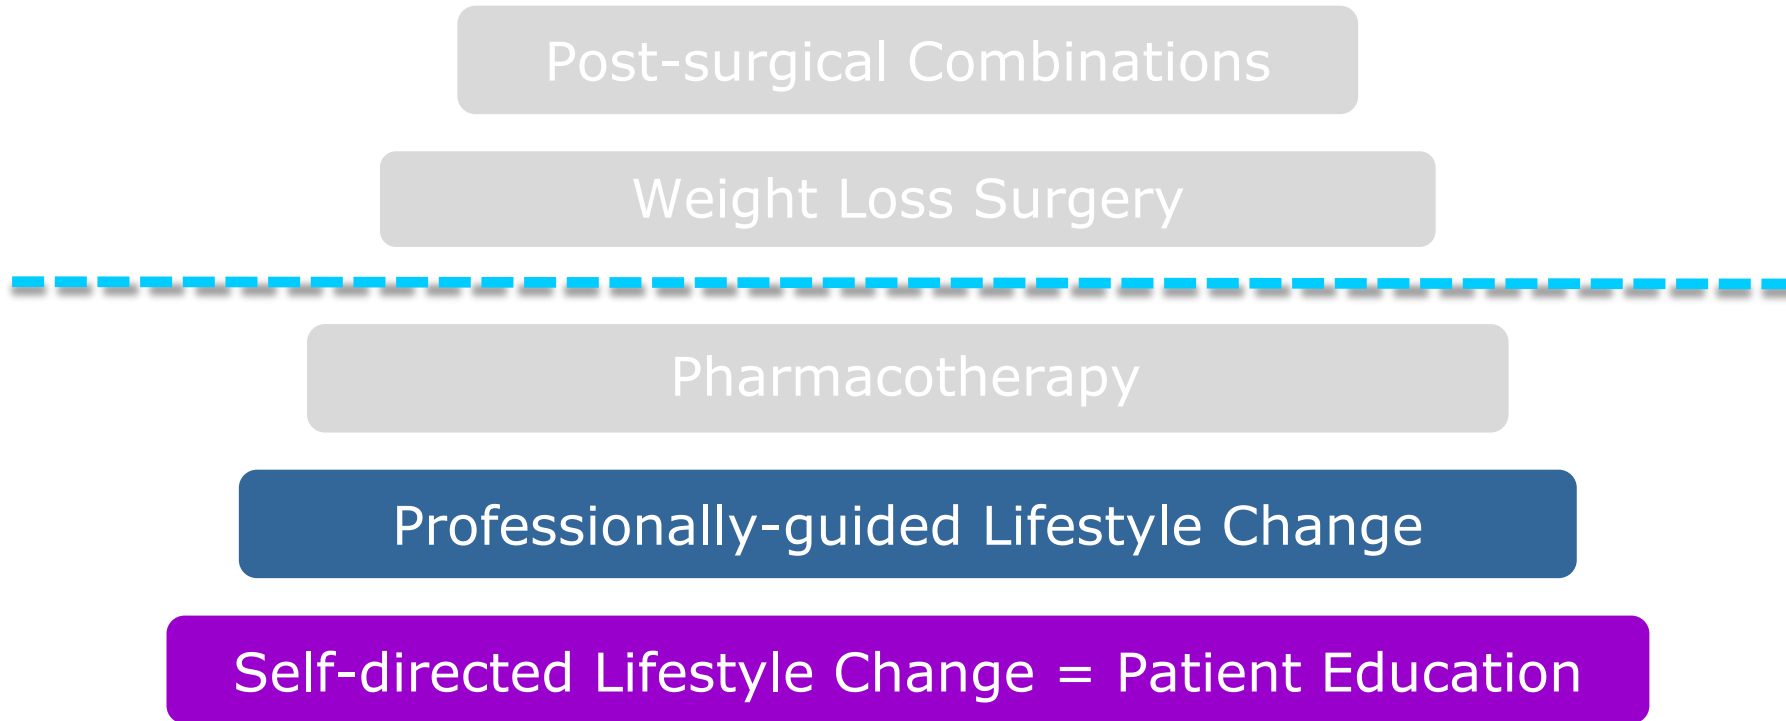 Post-surgical Combinations
Weight Loss Surgery
Pharmacotherapy
Professionally-guided Lifestyle Change
Self-directed Lifestyle Change = Patient Education